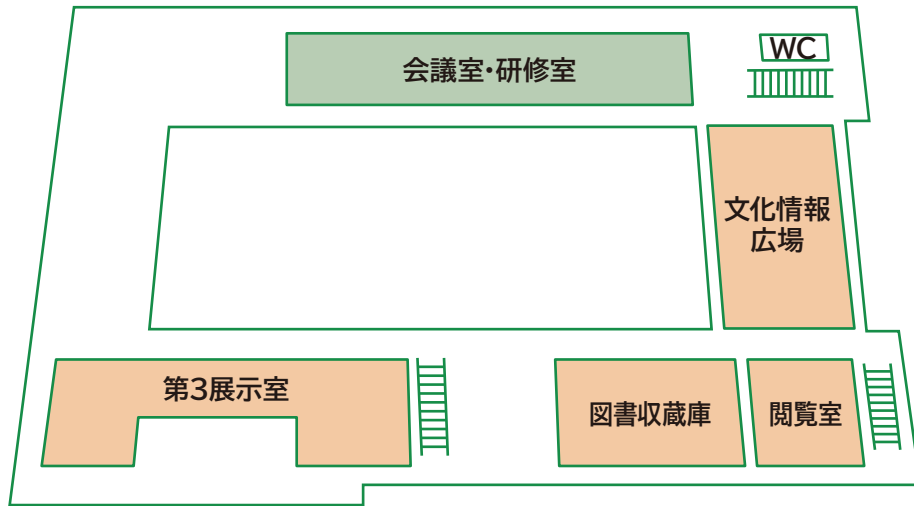 会議室・研修室
WC
文化情報
広場
第3展示室
図書収蔵庫
閲覧室